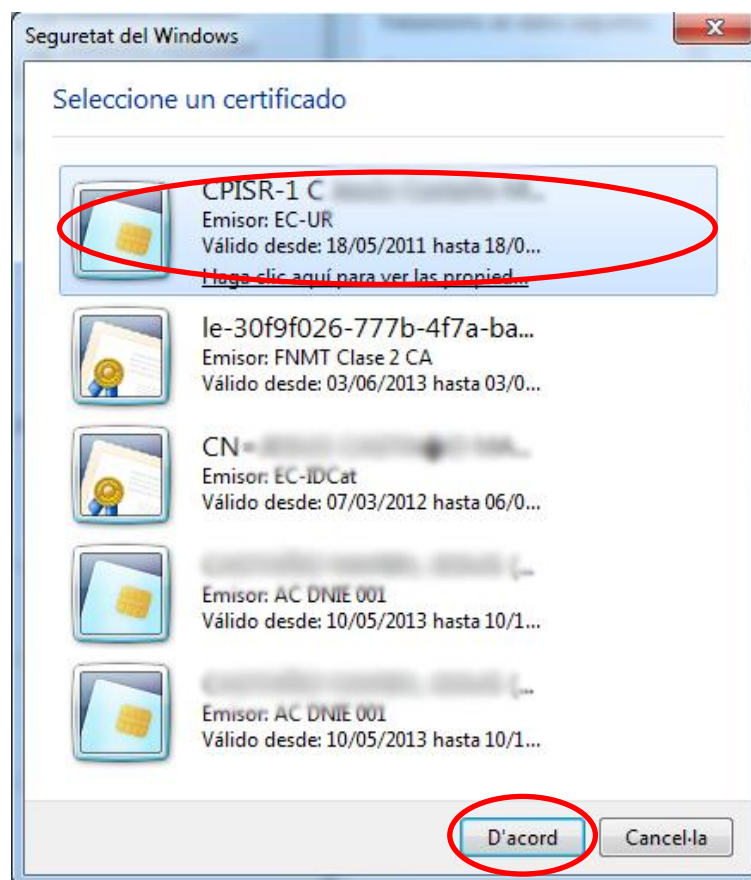 Seguretat del Windows
Seleccione un certificado
CPISR-1 C
Emisor: EC-UR
Válido desde: 18/05/2011 hasta 18/0...
Haga clic aquí para ver las propied...
le-30f9f026-777b-4f7a-ba...
Emisor: FNMT Clase 2 CA
Válido desde: 03/06/2013 hasta 03/0...
CN=
Emisor: EC-IDCat
Válido desde: 07/03/2012 hasta 06/0...
Emisor: AC DNIE 001
Válido desde: 10/05/2013 hasta 10/1...
Emisor: AC DNIE 001
Válido desde: 10/05/2013 hasta 10/1...
D'acord
Cancel·la